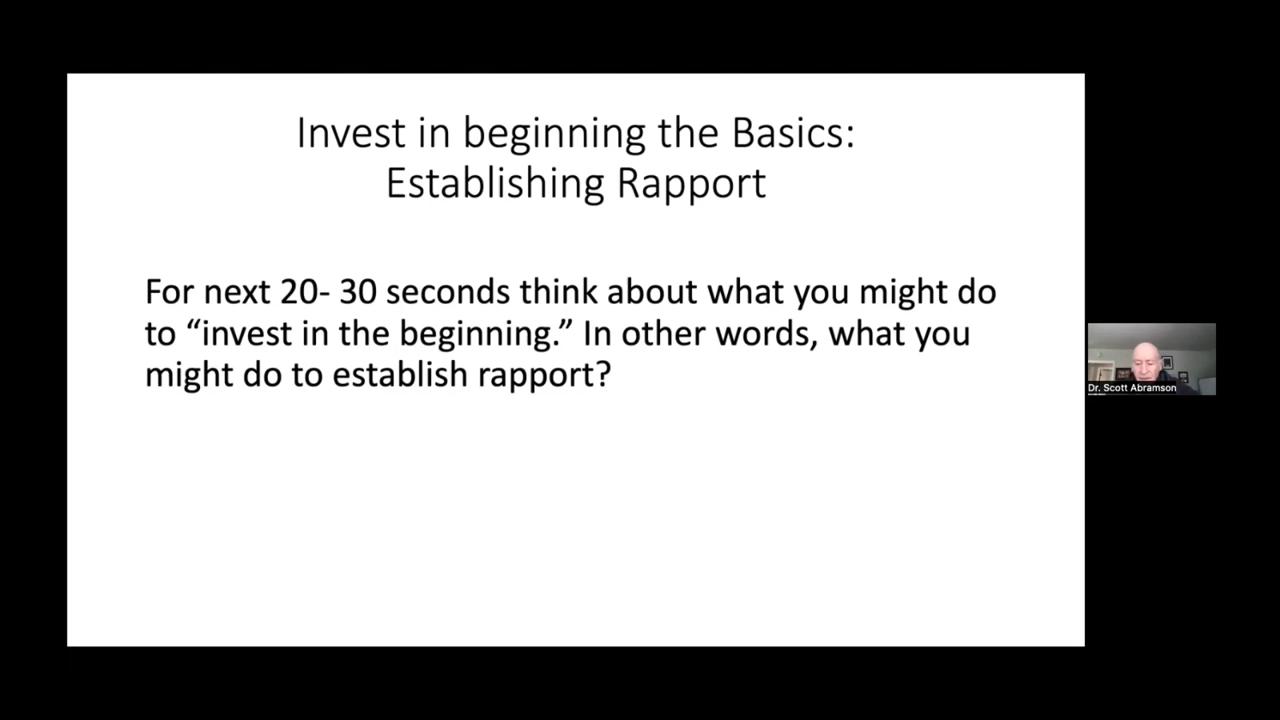 Invest in beginning the Basics:
Establishing Rapport
For next 20- 30 seconds think about what you might do
to “invest in the beginning.” In other words, what you
might do to establish rapport?
Dr. Scott Abramson